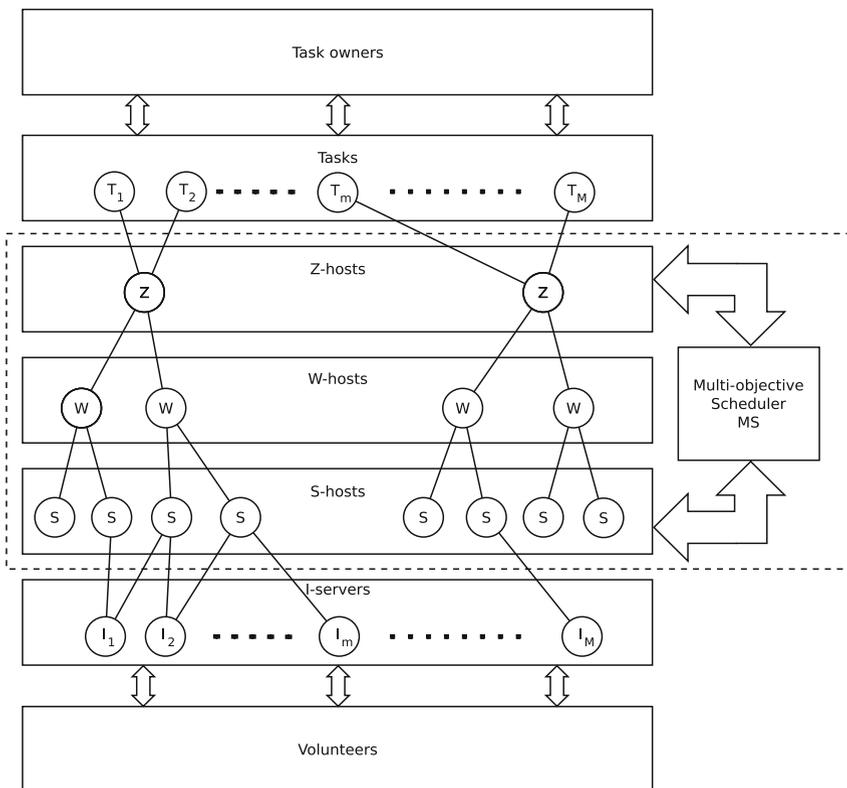 Task owners
Tasks
T1 T2 Tm TM
Z-hosts
Z Z
W-hosts
W W W W
Multi-objective
Scheduler
MS
S-hosts
S S S S S S S S
I-servers
I1 I2 Im IM
Volunteers